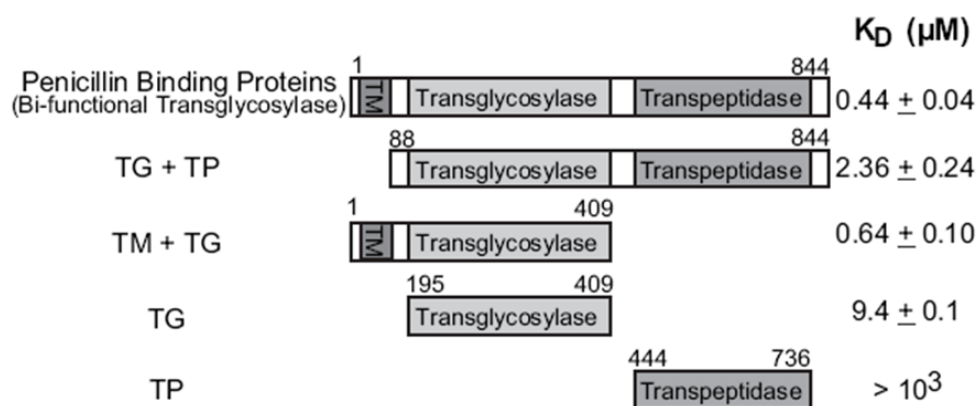 K_D (µM)
1 844
Penicillin Binding Proteins
(Bi-functional Transglycosylase)
TM Transglycosylase Transpeptidase 0.44 ± 0.04
88 844
TG + TP Transglycosylase Transpeptidase 2.36 ± 0.24
1 409
TM + TG TM Transglycosylase 0.64 ± 0.10
195 409
TG Transglycosylase 9.4 ± 0.1
444 736
TP Transpeptidase > 10³